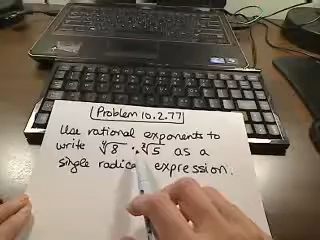 Problem 10.2.77
Use rational exponents to
write ∜8 · ∛5 as a
single radical expression.